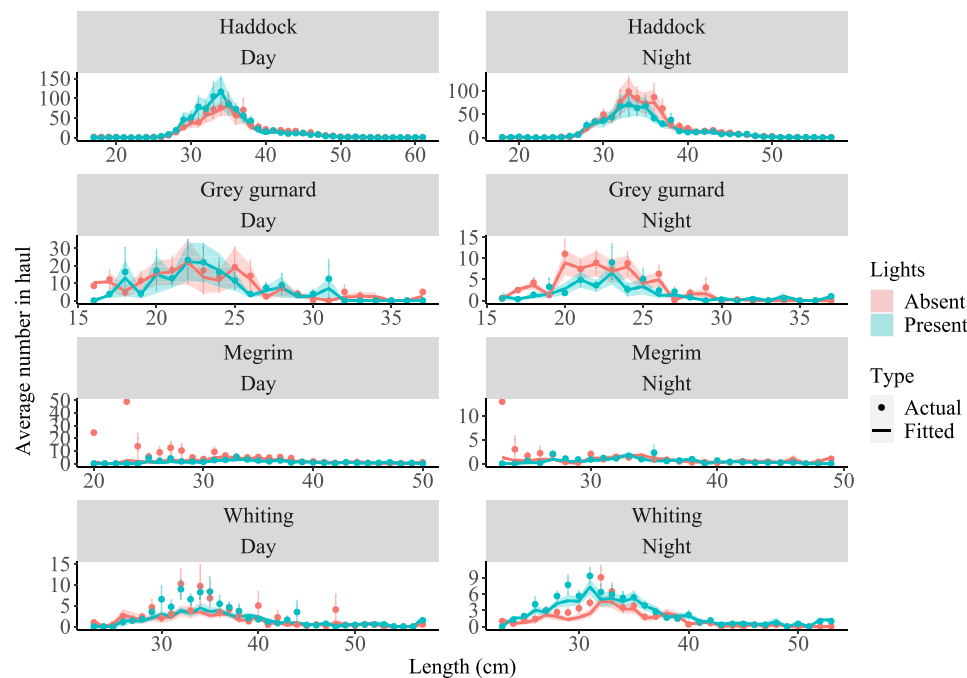 Haddock
Day
Haddock
Night
150
100
50
0
20 30 40 50 60
100
50
0
20 30 40 50
Grey gurnard
Day
Grey gurnard
Night
30
20
10
0
15 20 25 30 35
15
10
5
0
15 20 25 30 35
Megrim
Day
Megrim
Night
50
40
30
20
10
0
20 30 40 50
10
5
0
30 40 50
Whiting
Day
Whiting
Night
15
10
5
0
30 40 50
9
6
3
0
30 40 50
Average number in haul
Length (cm)
Lights
Absent
Present
Type
Actual
Fitted